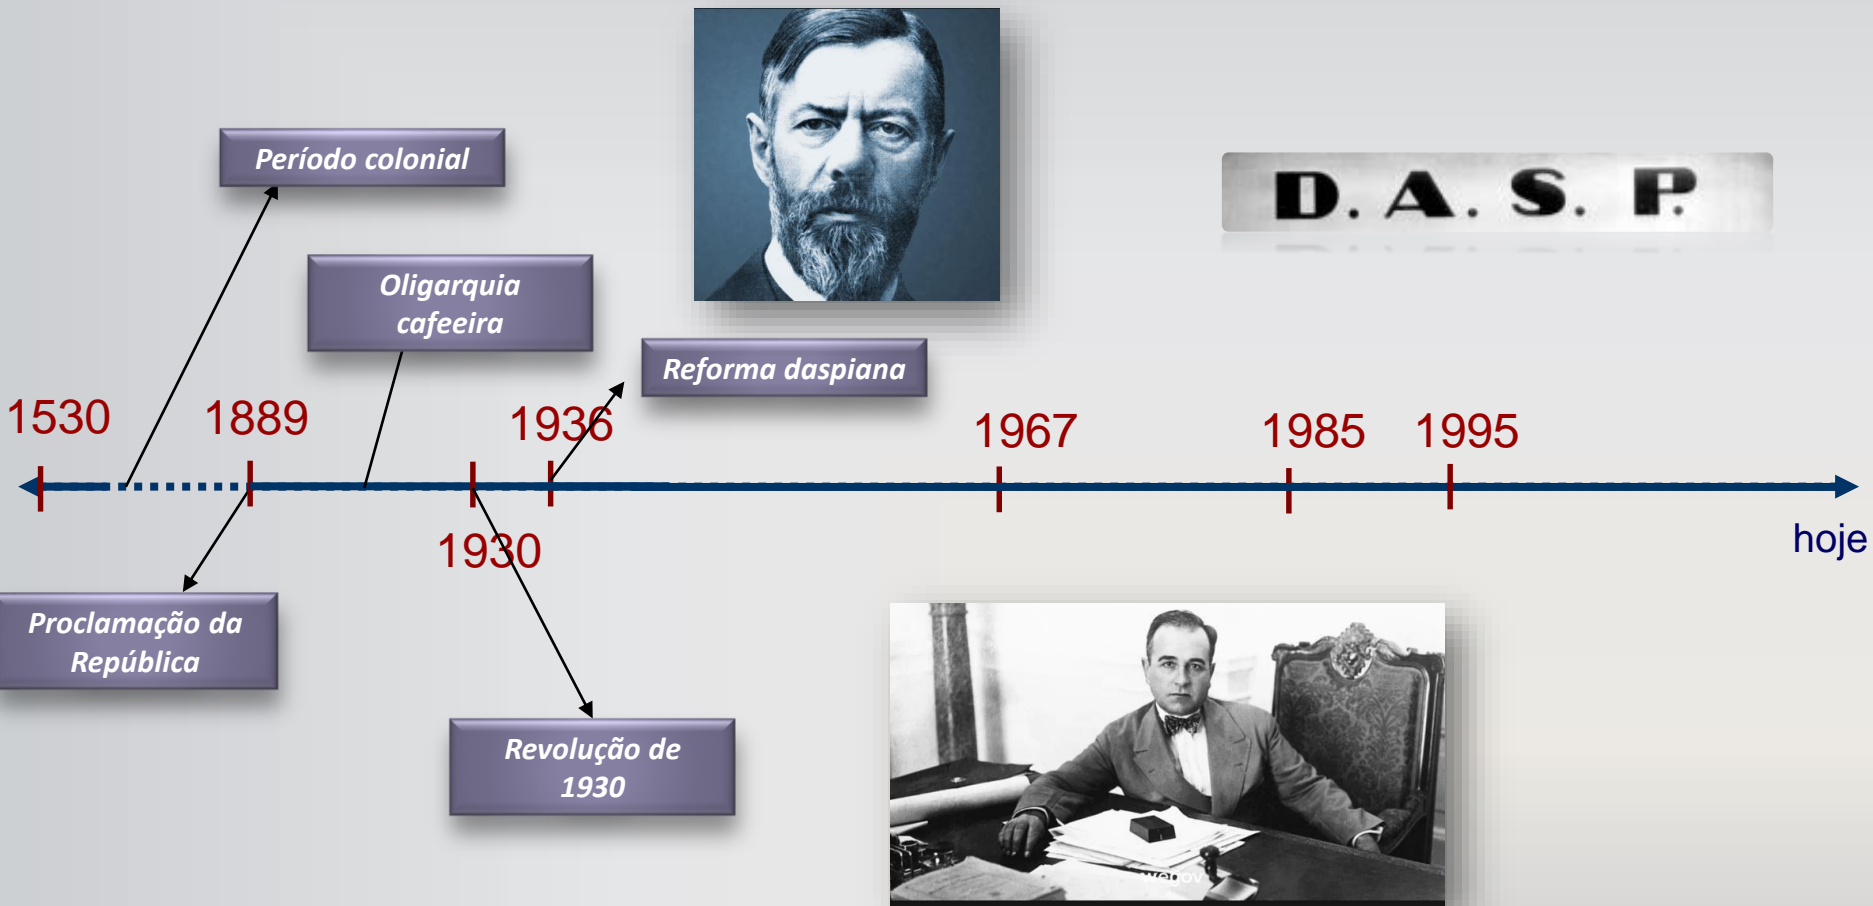 Período colonial
D. A. S. P.
Oligarquia
cafeeira
Reforma daspiana
1530
1889
1936
1967
1985
1995
1930
hoje
Proclamação da
República
Revolução de
1930
wegov